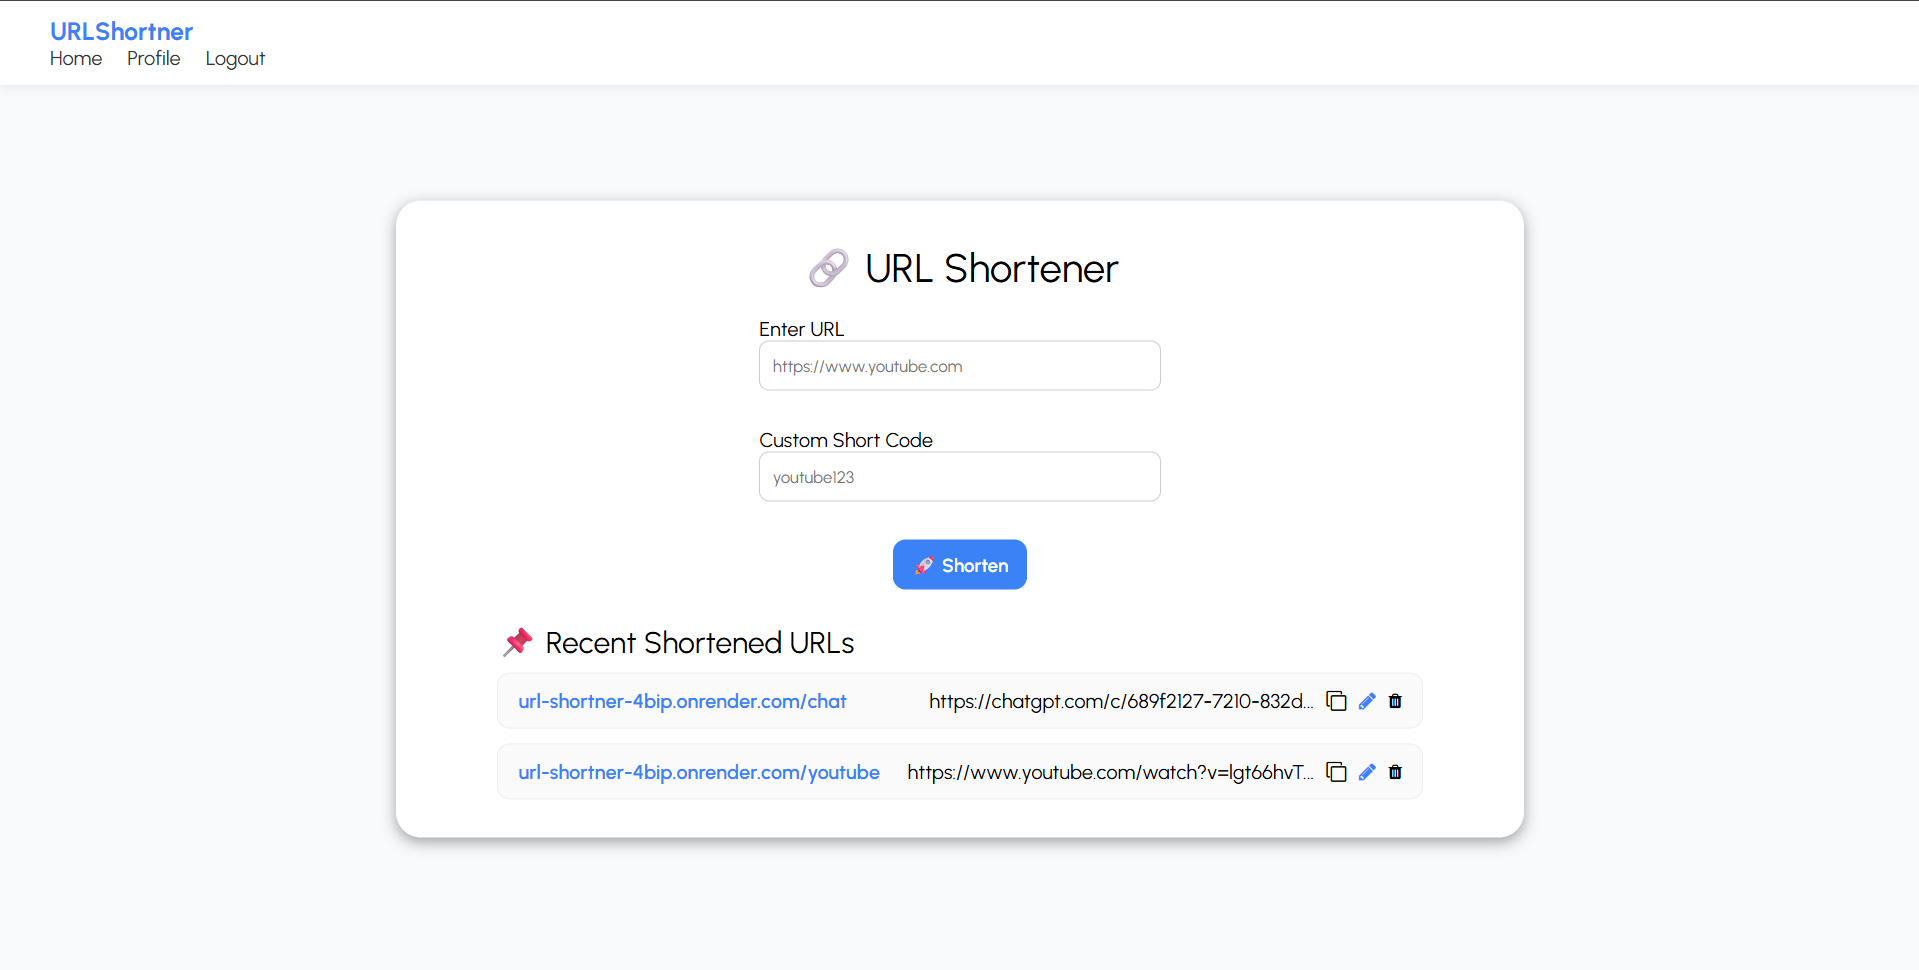 URLShortner
Home Profile Logout
🔗 URL Shortener
Enter URL
https://www.youtube.com
Custom Short Code
youtube123
🚀 Shorten
📌 Recent Shortened URLs
url-shortner-4bip.onrender.com/chat https://chatgpt.com/c/689f2127-7210-832d...
url-shortner-4bip.onrender.com/youtube https://www.youtube.com/watch?v=lgt66hvT...